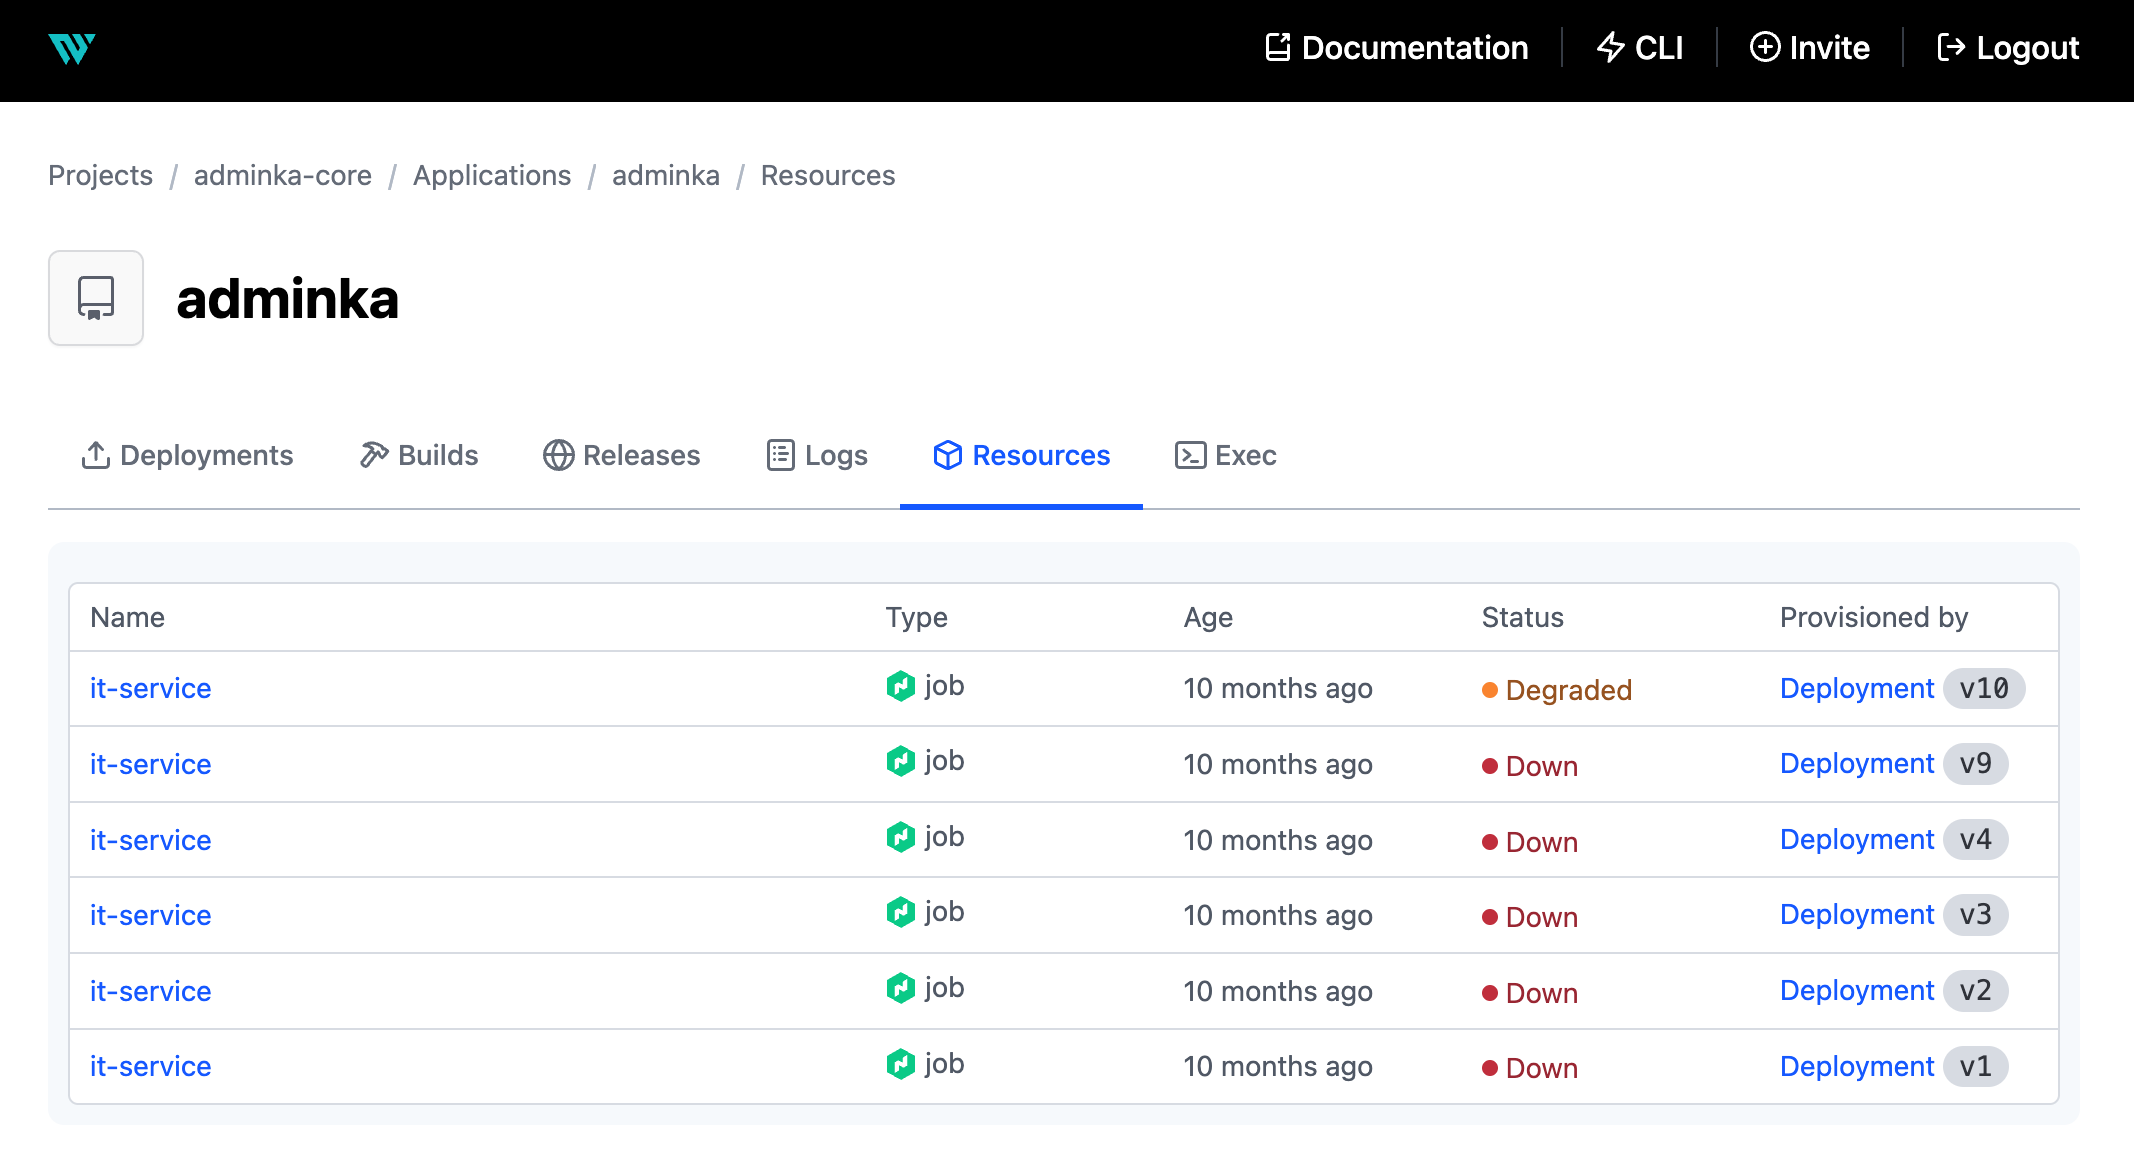 Documentation CLI Invite Logout
Projects / adminka-core / Applications / adminka / Resources
adminka
Deployments Builds Releases Logs Resources Exec
Name Type Age Status Provisioned by
it-service job 10 months ago Degraded Deployment v10
it-service job 10 months ago Down Deployment v9
it-service job 10 months ago Down Deployment v4
it-service job 10 months ago Down Deployment v3
it-service job 10 months ago Down Deployment v2
it-service job 10 months ago Down Deployment v1